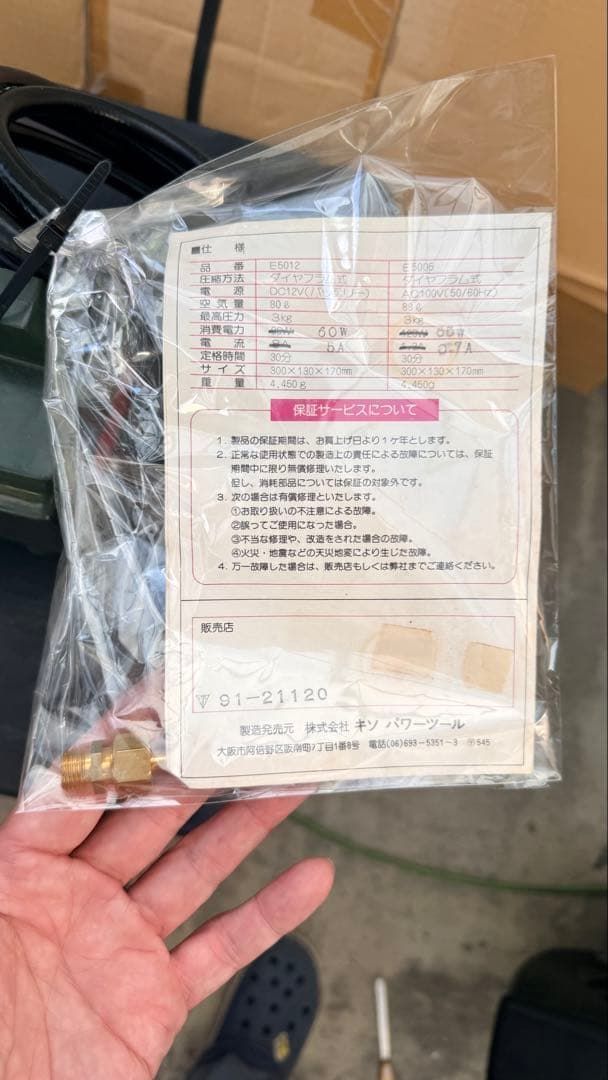 ■仕 様
品 番 E5012 E5006
圧縮方法 ダイヤフラム式 ダイヤフラム式
電 源 DC12V(バッテリー) AC100V(50/60Hz)
空気量 80ℓ 88ℓ
最高圧力 3kg 3kg
消費電力 60W 66W
電 流 5A 0.7A
定格時間 30分 30分
サイズ 300×130×170mm 300×130×170mm
重 量 4,450g 4,450g
保証サービスについて
1. 製品の保証期間は、お買上げ日より1ヶ年とします。
2. 正常な使用状態での製造上の責任による故障については、保証
期間中に限り無償修理いたします。
但し、消耗部品については保証の対象外です。
3. 次の場合は有償修理といたします。
①お取り扱いの不注意による故障。
②誤ってご使用になった場合。
③不当な修理や、改造をされた場合の故障。
④火災・地震などの天災地変により生じた故障。
4. 万一故障した場合は、販売店もしくは弊社までご連絡ください。
販売店
91-21120
製造発売元 株式会社 キソ パワーツール
大阪市阿倍野区阪南町7丁目1番8号 電話(06)693-5351~3 〒545